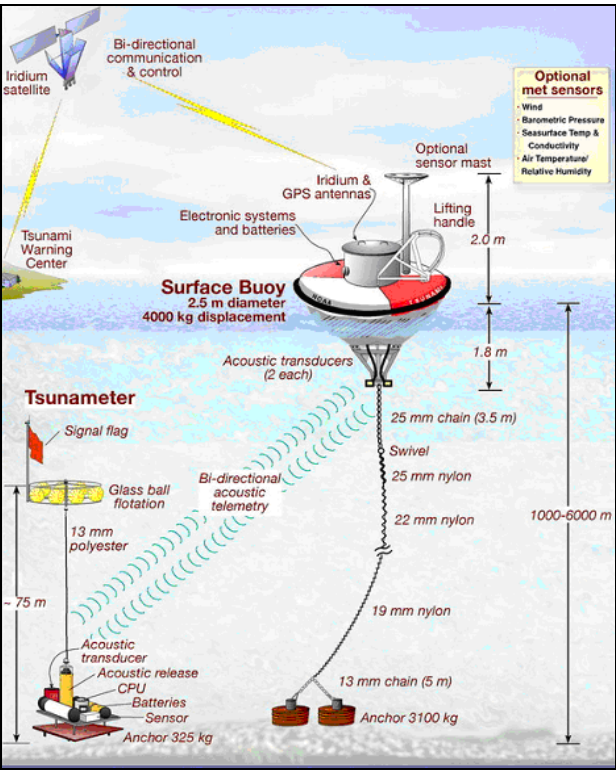 Bi-directional
communication
& control
Iridium
satellite
Optional
met sensors
· Wind
· Barometric Pressure
· Seasurface Temp &
Conductivity
· Air Temperature/
Relative Humidity
Optional
sensor mast
Iridium &
GPS antennas
Lifting
handle
Electronic systems
and batteries
2.0 m
Tsunami
Warning
Center
Surface Buoy
2.5 m diameter
4000 kg displacement
NOAA
TSUNAMI
1.8 m
Acoustic transducers
(2 each)
Tsunameter
25 mm chain (3.5 m)
Signal flag
Swivel
Bi-directional
acoustic
telemetry
25 mm nylon
Glass ball
flotation
22 mm nylon
1000-6000 m
13 mm
polyester
~ 75 m
19 mm nylon
Acoustic
transducer
Acoustic release
CPU
Batteries
Sensor
Anchor 325 kg
13 mm chain (5 m)
Anchor 3100 kg